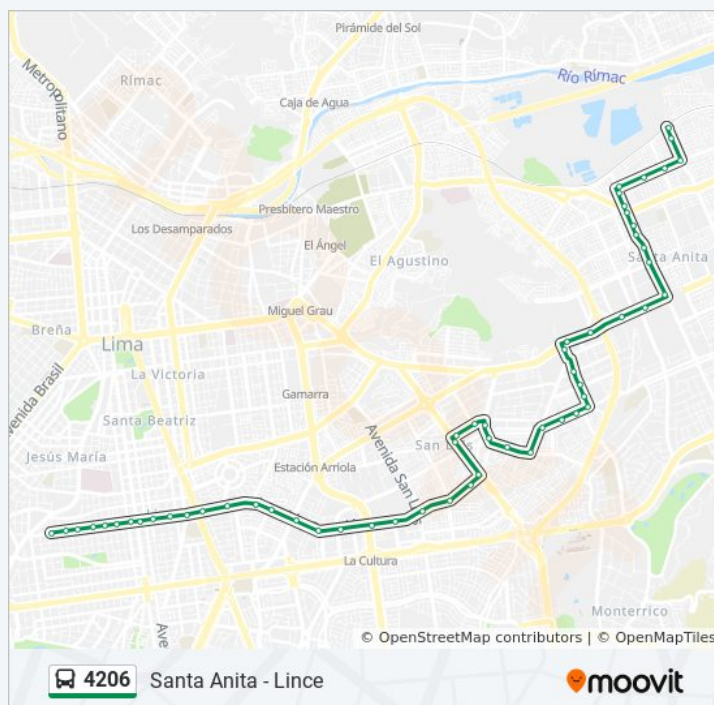 Pirámide del Sol
Río Rímac
Rímac
Metropolitano
Caja de Agua
Presbítero Maestro
Los Desamparados
El Ángel
El Agustino
Santa Anita
Miguel Grau
Breña
Lima
La Victoria
Avenida Brasil
Gamarra
Santa Beatriz
Avenida San Luis
San Luis
Jesús María
Estación Arriola
La Cultura
Monterrico
© OpenStreetMap contributors | © OpenMapTiles
4206 Santa Anita - Lince
moovit